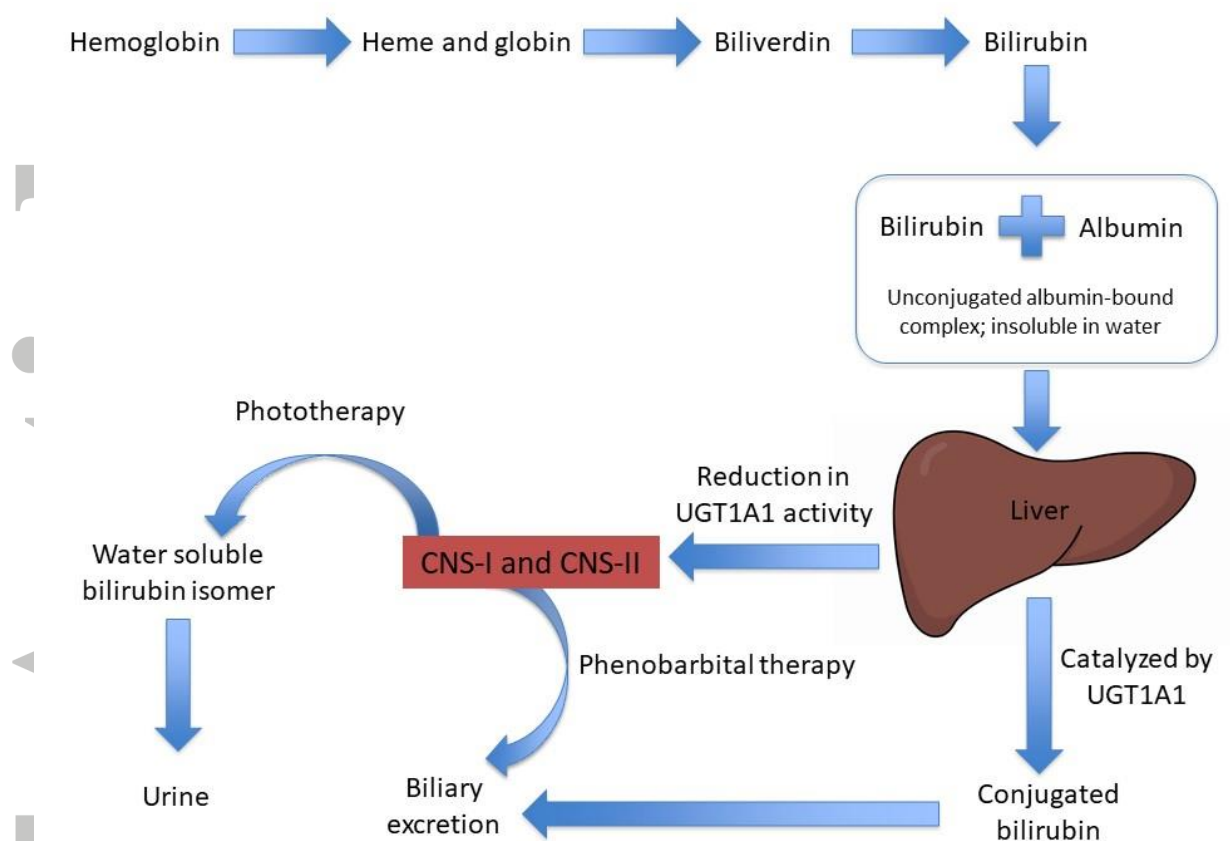 Hemoglobin
Heme and globin
Biliverdin
Bilirubin
Bilirubin
Albumin
Unconjugated albumin-bound
complex; insoluble in water
Phototherapy
Reduction in
UGT1A1 activity
Liver
CNS-I and CNS-II
Water soluble
bilirubin isomer
Phenobarbital therapy
Catalyzed by
UGT1A1
Urine
Biliary
excretion
Conjugated
bilirubin